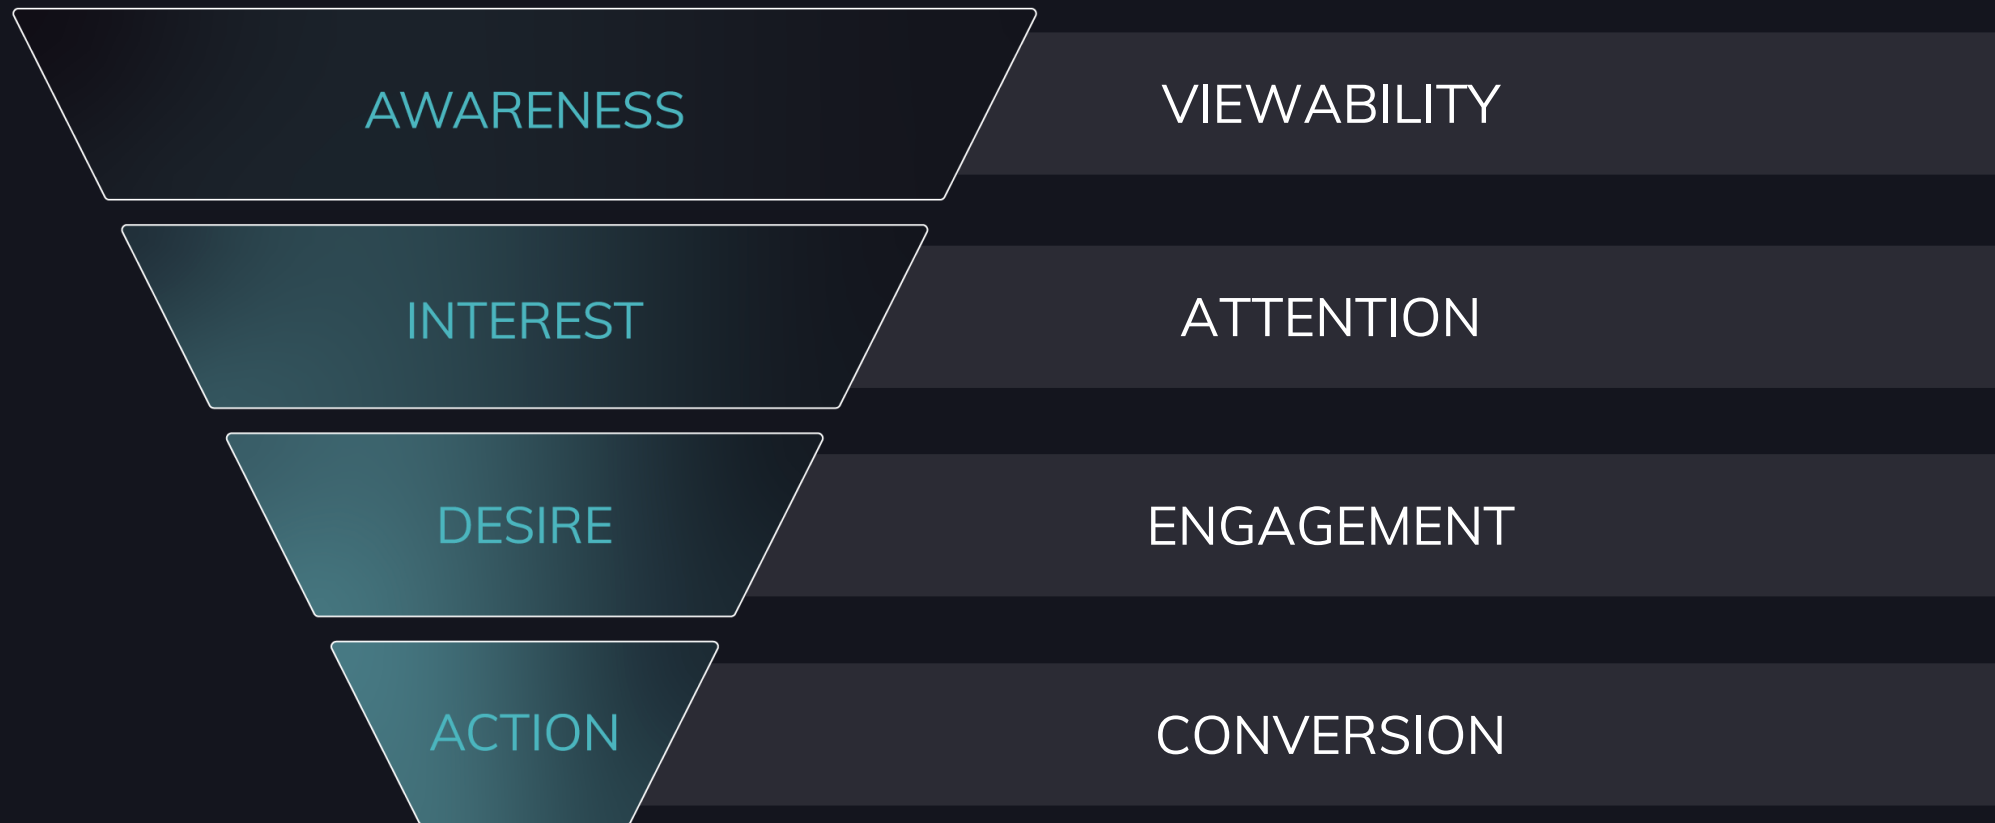 AWARENESS
VIEWABILITY
INTEREST
ATTENTION
DESIRE
ENGAGEMENT
ACTION
CONVERSION